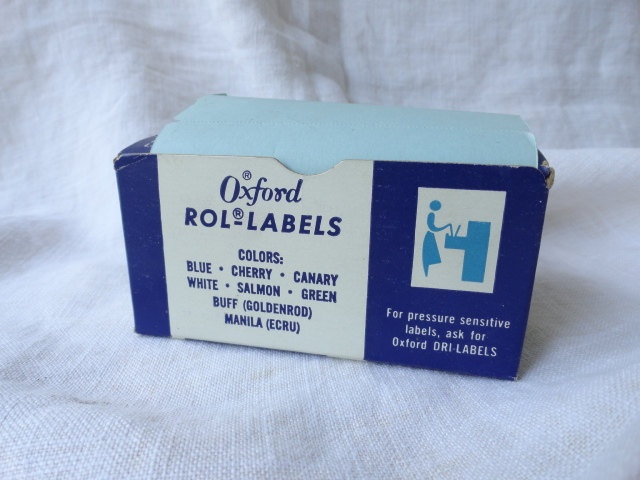 Oxford®
ROL®-LABELS
COLORS:
BLUE • CHERRY • CANARY
WHITE • SALMON • GREEN
BUFF (GOLDENROD)
MANILA (ECRU)
For pressure sensitive
labels, ask for
Oxford DRI-LABELS